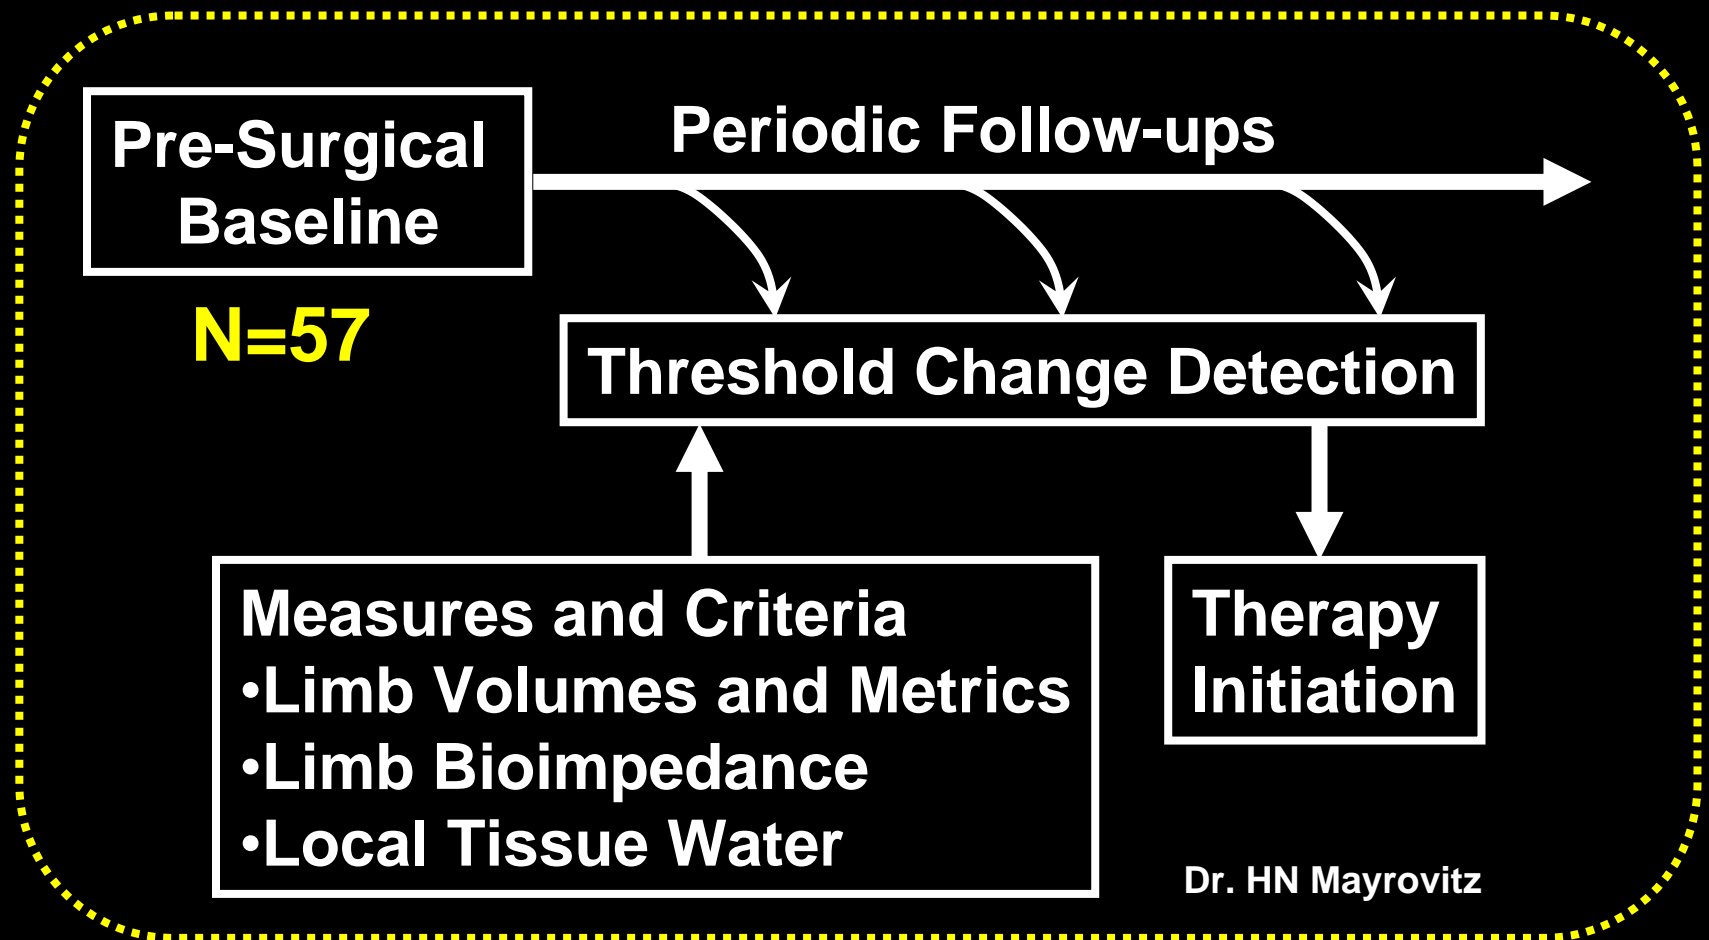 Pre-Surgical
Baseline
Periodic Follow-ups
N=57
Threshold Change Detection
Measures and Criteria
•Limb Volumes and Metrics
•Limb Bioimpedance
•Local Tissue Water
Therapy
Initiation
Dr. HN Mayrovitz